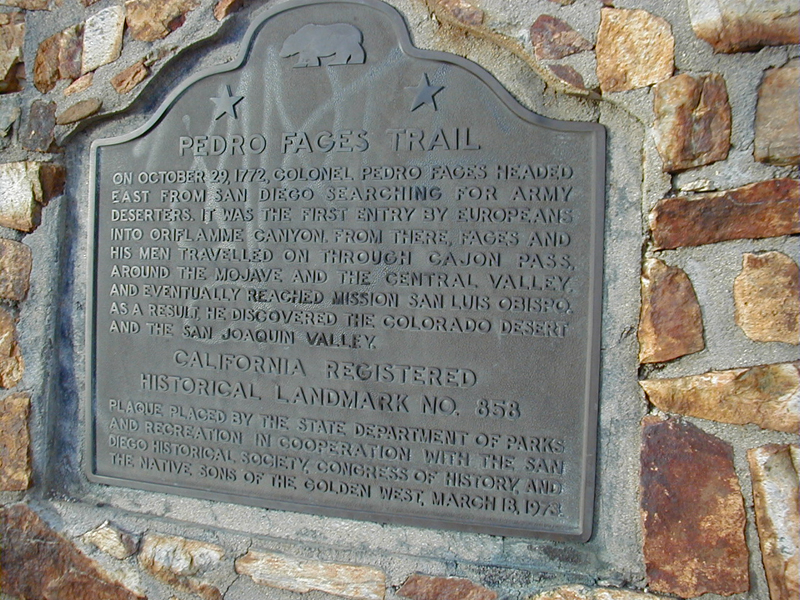 PEDRO FAGES TRAIL
ON OCTOBER 29, 1772, COLONEL PEDRO FAGES HEADED
EAST FROM SAN DIEGO SEARCHING FOR ARMY
DESERTERS. IT WAS THE FIRST ENTRY BY EUROPEANS
INTO ORIFLAMME CANYON. FROM THERE, FAGES AND
HIS MEN TRAVELLED ON THROUGH CAJON PASS,
AROUND THE MOJAVE AND THE CENTRAL VALLEY,
AND EVENTUALLY REACHED MISSION SAN LUIS OBISPO.
AS A RESULT, HE DISCOVERED THE COLORADO DESERT
AND THE SAN JOAQUIN VALLEY.
CALIFORNIA REGISTERED
HISTORICAL LANDMARK NO. 858
PLAQUE PLACED BY THE STATE DEPARTMENT OF PARKS
AND RECREATION IN COOPERATION WITH THE SAN
DIEGO HISTORICAL SOCIETY, CONGRESS OF HISTORY, AND
THE NATIVE SONS OF THE GOLDEN WEST, MARCH 18, 1973.